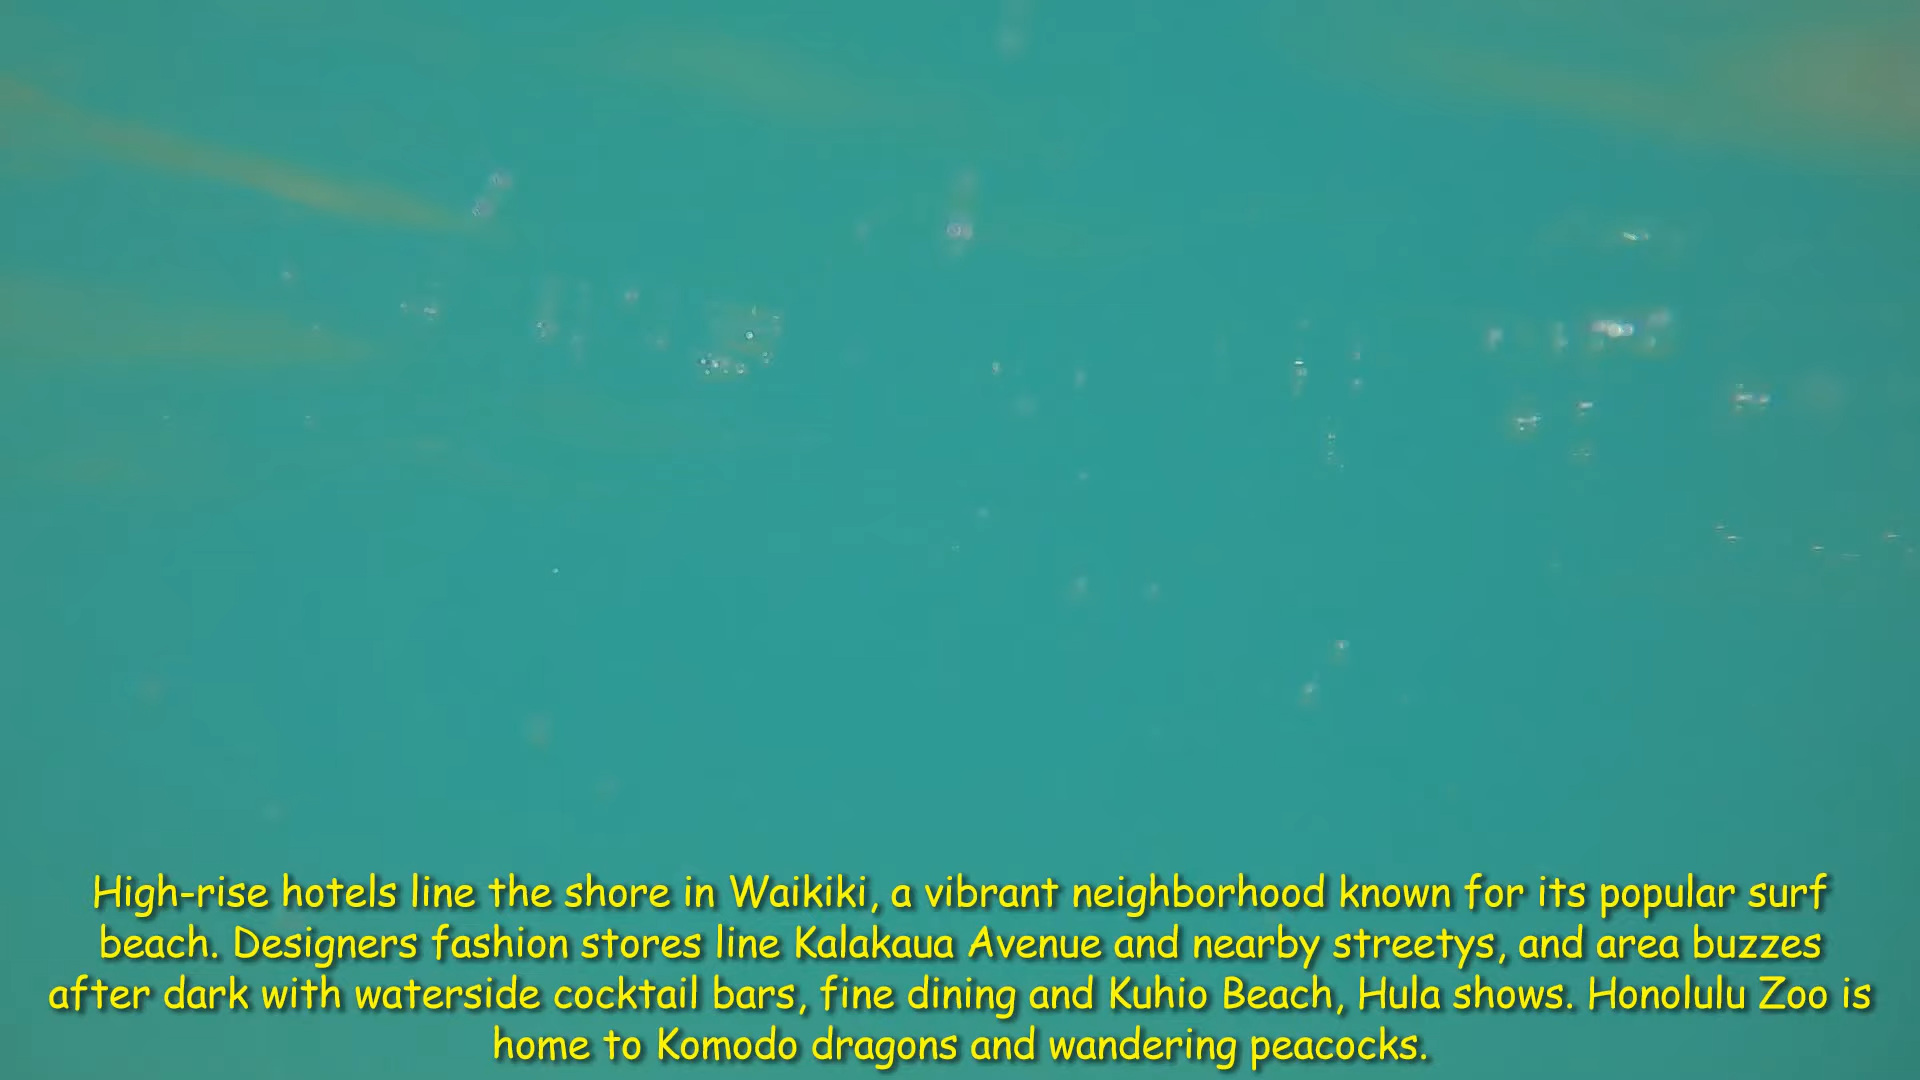 High-rise hotels line the shore in Waikiki, a vibrant neighborhood known for its popular surf
beach. Designers fashion stores line Kalakaua Avenue and nearby streetys, and area buzzes
after dark with waterside cocktail bars, fine dining and Kuhio Beach, Hula shows. Honolulu Zoo is
home to Komodo dragons and wandering peacocks.